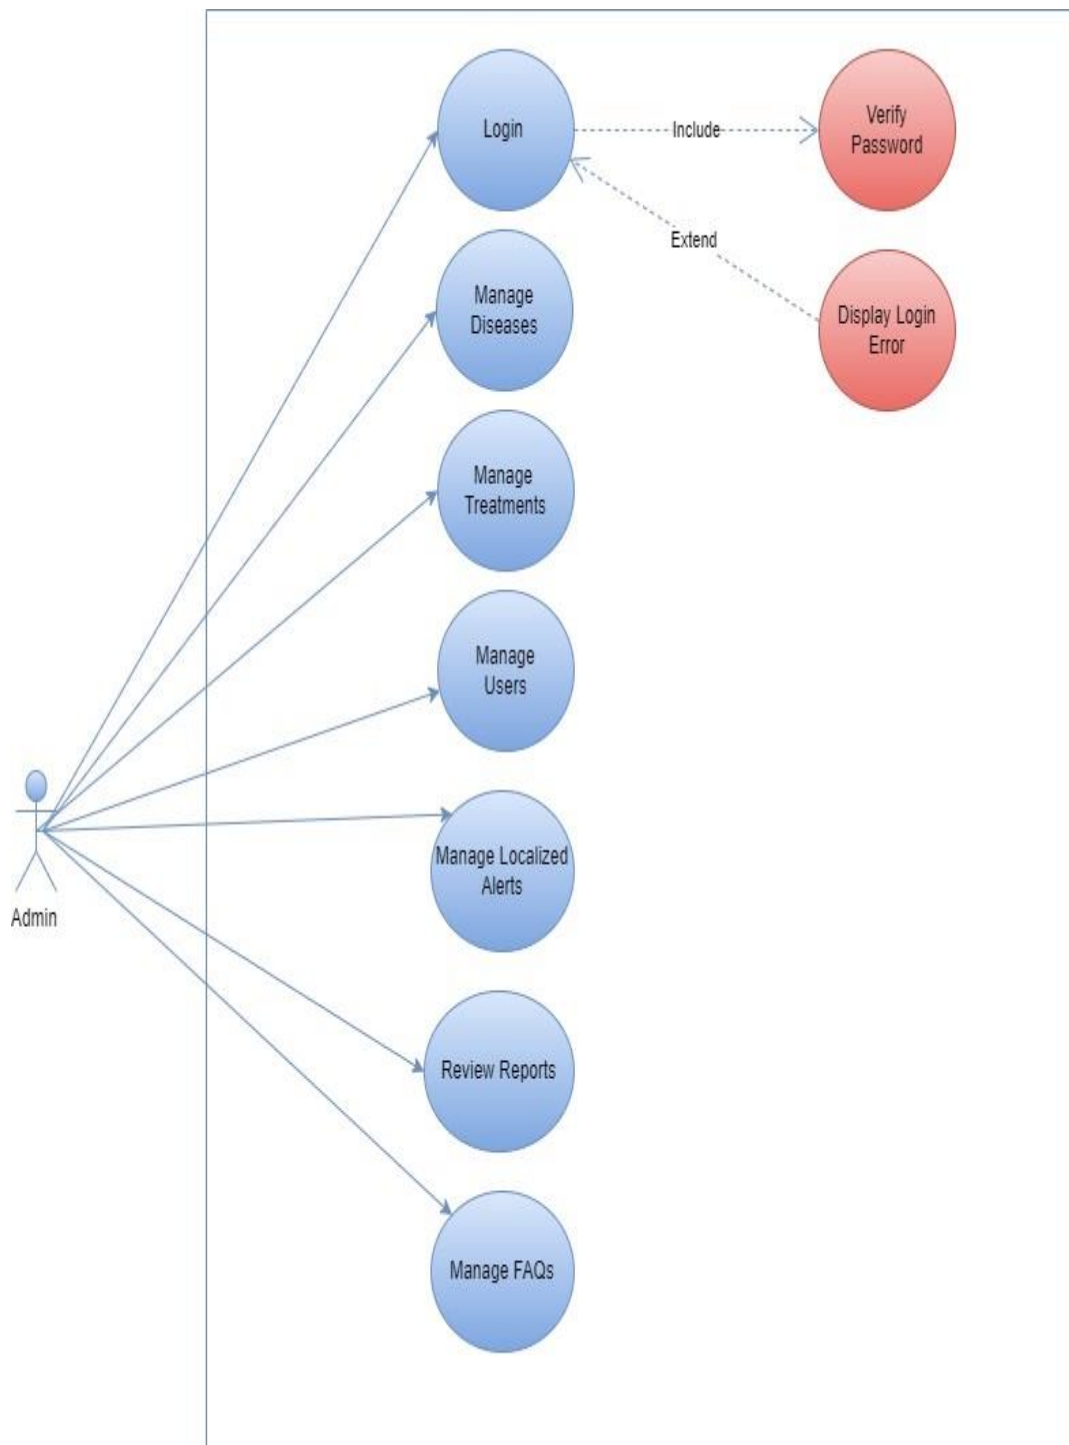 Login
Include
Verify
Password
Extend
Manage
Diseases
Display Login
Error
Manage
Treatments
Manage
Users
Manage Localized
Alerts
Admin
Review Reports
Manage FAQs